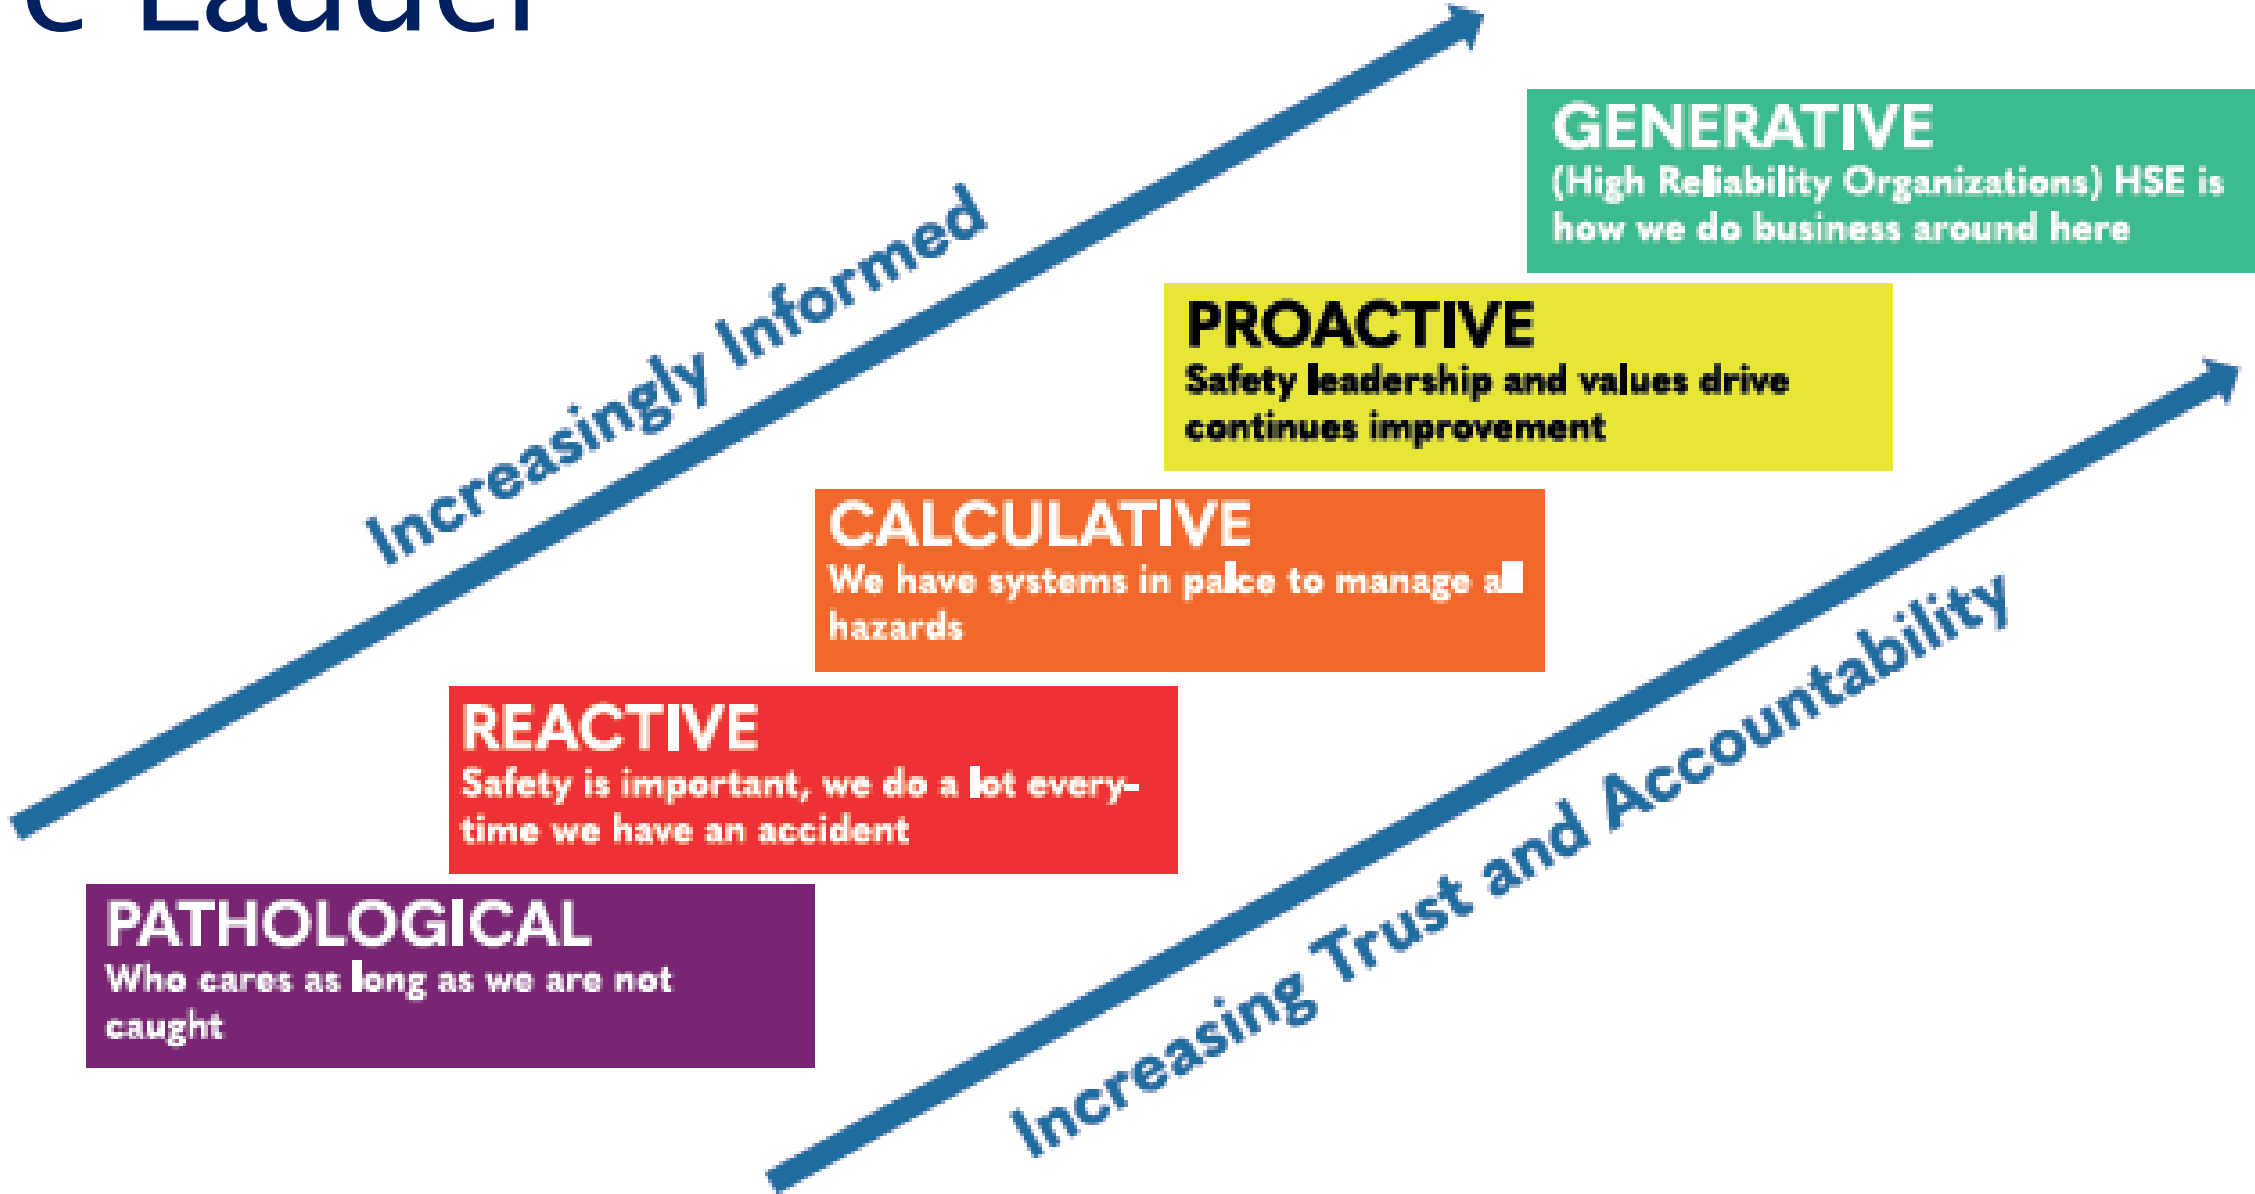 e Ladder
Increasingly Informed
GENERATIVE
(High Reliability Organizations) HSE is
how we do business around here
PROACTIVE
Safety leadership and values drive
continues improvement
CALCULATIVE
We have systems in palce to manage all
hazards
REACTIVE
Safety is important, we do a lot every-
time we have an accident
PATHOLOGICAL
Who cares as long as we are not
caught
Increasing Trust and Accountability